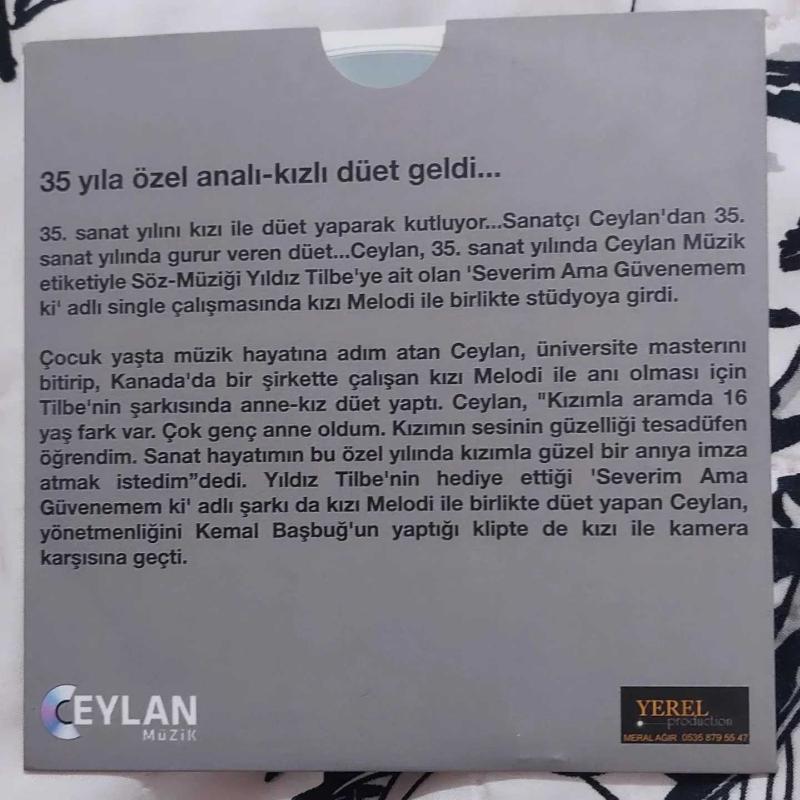 35 yıla özel analı-kızlı düet geldi...
35. sanat yılını kızı ile düet yaparak kutluyor...Sanatçı Ceylan'dan 35.
sanat yılında gurur veren düet...Ceylan, 35. sanat yılında Ceylan Müzik
etiketiyle Söz-Müziği Yıldız Tilbe'ye ait olan 'Severim Ama Güvenemem
ki' adlı single çalışmasında kızı Melodi ile birlikte stüdyoya girdi.
Çocuk yaşta müzik hayatına adım atan Ceylan, üniversite masterını
bitirip, Kanada'da bir şirkette çalışan kızı Melodi ile anı olması için
Tilbe'nin şarkısında anne-kız düet yaptı. Ceylan, "Kızımla aramda 16
yaş fark var. Çok genç anne oldum. Kızımın sesinin güzelliği tesadüfen
öğrendim. Sanat hayatımın bu özel yılında kızımla güzel bir anıya imza
atmak istedim”dedi. Yıldız Tilbe'nin hediye ettiği 'Severim Ama
Güvenemem ki' adlı şarkı da kızı Melodi ile birlikte düet yapan Ceylan,
yönetmenliğini Kemal Başbuğ'un yaptığı klipte de kızı ile kamera
karşısına geçti.
CEYLAN
MüZiK
YEREL
production
MERAL AĞIR 0535 879 55 47